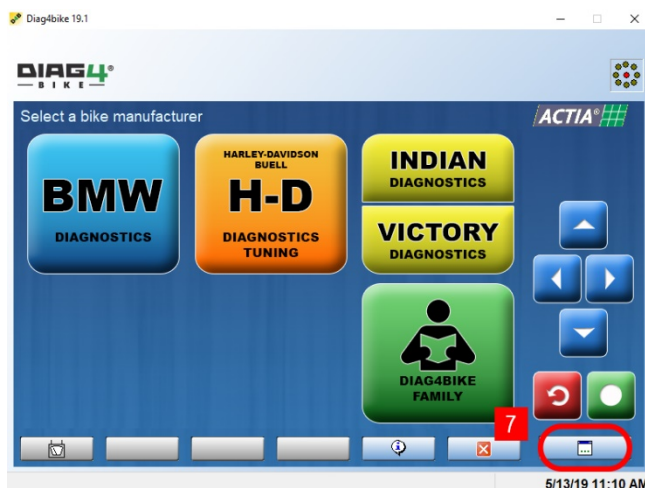 Diag4bike 19.1
DIAG4®
BIKE
Select a bike manufacturer
ACTIA®
BMW
DIAGNOSTICS
HARLEY-DAVIDSON
BUELL
H-D
DIAGNOSTICS
TUNING
INDIAN
DIAGNOSTICS
VICTORY
DIAGNOSTICS
DIAG4BIKE
FAMILY
7
5/13/19 11:10 AM